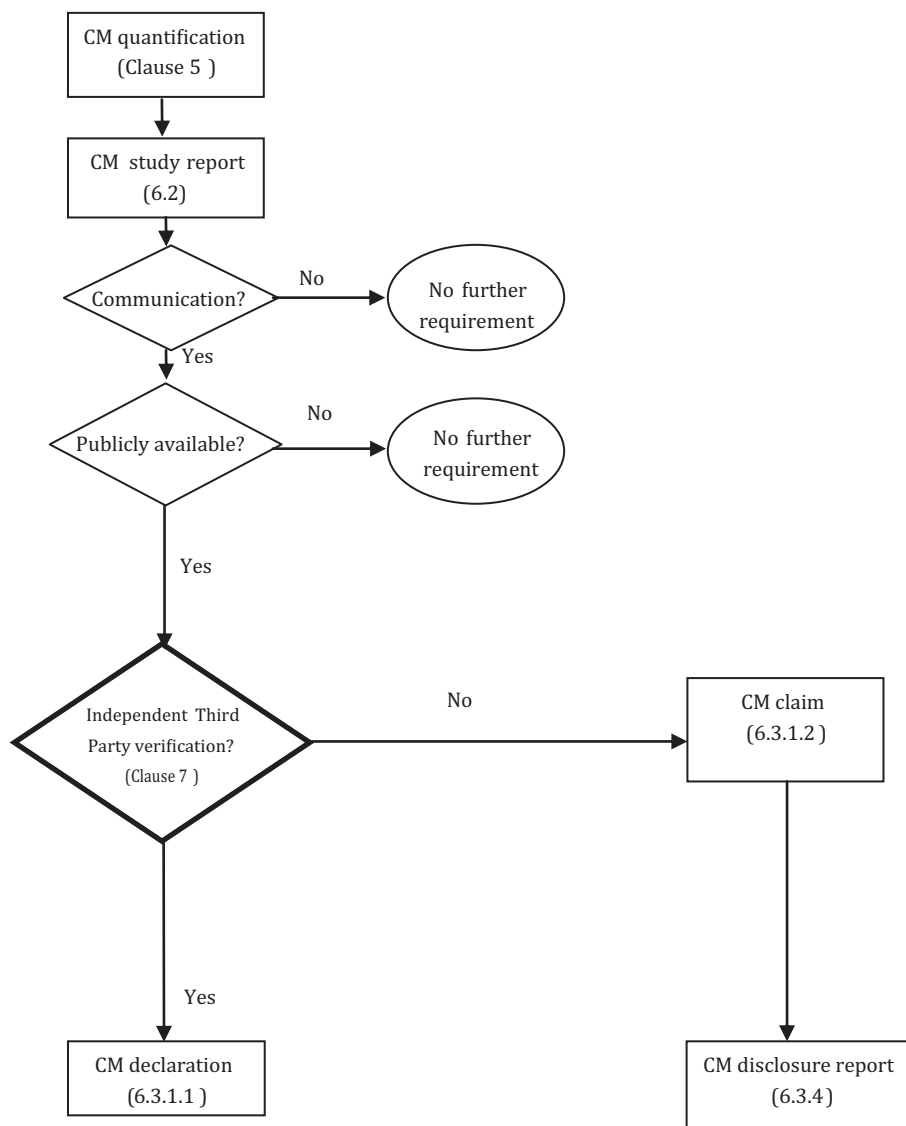 CM quantification
(Clause 5 )
CM study report
(6.2)
Communication?
No
No further
requirement
Yes
Publicly available?
No
No further
requirement
Yes
Independent Third
Party verification?
(Clause 7 )
No
CM claim
(6.3.1.2 )
Yes
CM declaration
(6.3.1.1 )
CM disclosure report
(6.3.4 )